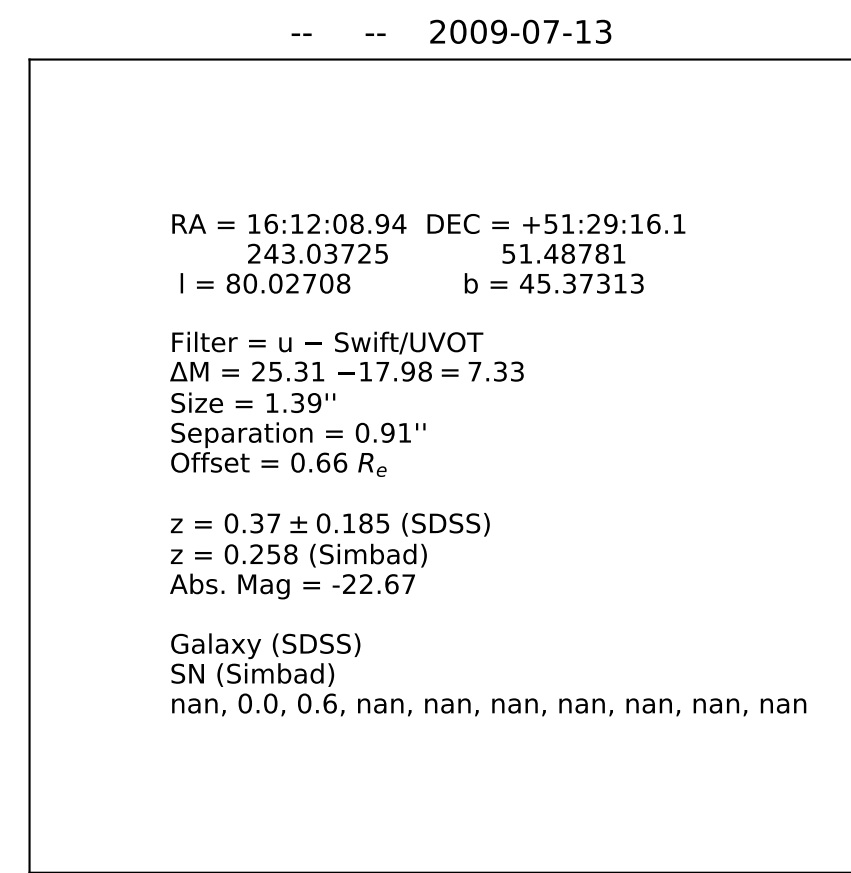 -- -- 2009-07-13
RA = 16:12:08.94 DEC = +51:29:16.1
243.03725 51.48781
l = 80.02708 b = 45.37313
Filter = u − Swift/UVOT
ΔM = 25.31 −17.98 = 7.33
Size = 1.39''
Separation = 0.91''
Offset = 0.66 Rₑ
z = 0.37 ± 0.185 (SDSS)
z = 0.258 (Simbad)
Abs. Mag = -22.67
Galaxy (SDSS)
SN (Simbad)
nan, 0.0, 0.6, nan, nan, nan, nan, nan, nan, nan